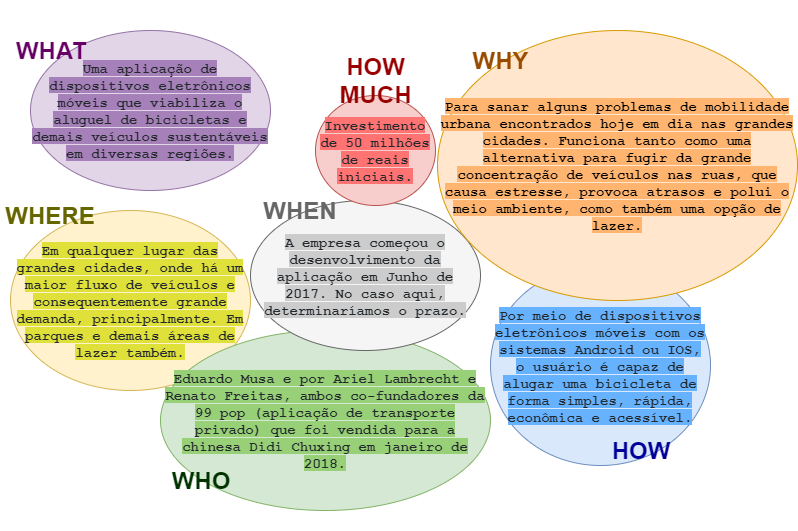 WHAT
Uma aplicação de
dispositivos eletrônicos
móveis que viabiliza o
aluguel de bicicletas e
demais veículos sustentáveis
em diversas regiões.
HOW
MUCH
Investimento
de 50 milhões
de reais
iniciais.
WHY
Para sanar alguns problemas de mobilidade
urbana encontrados hoje em dia nas grandes
cidades. Funciona tanto como uma
alternativa para fugir da grande
concentração de veículos nas ruas, que
causa estresse, provoca atrasos e polui o
meio ambiente, como também uma opção de
lazer.
WHERE
Em qualquer lugar das
grandes cidades, onde há um
maior fluxo de veículos e
consequentemente grande
demanda, principalmente. Em
parques e demais áreas de
lazer também.
WHEN
A empresa começou o
desenvolvimento da
aplicação em Junho de
2017. No caso aqui,
determinaríamos o prazo.
Por meio de dispositivos
eletrônicos móveis com os
sistemas Android ou IOS,
o usuário é capaz de
alugar uma bicicleta de
forma simples, rápida,
econômica e acessível.
HOW
Eduardo Musa e por Ariel Lambrecht e
Renato Freitas, ambos co-fundadores da
99 pop (aplicação de transporte
privado) que foi vendida para a
chinesa Didi Chuxing em janeiro de
2018.
WHO